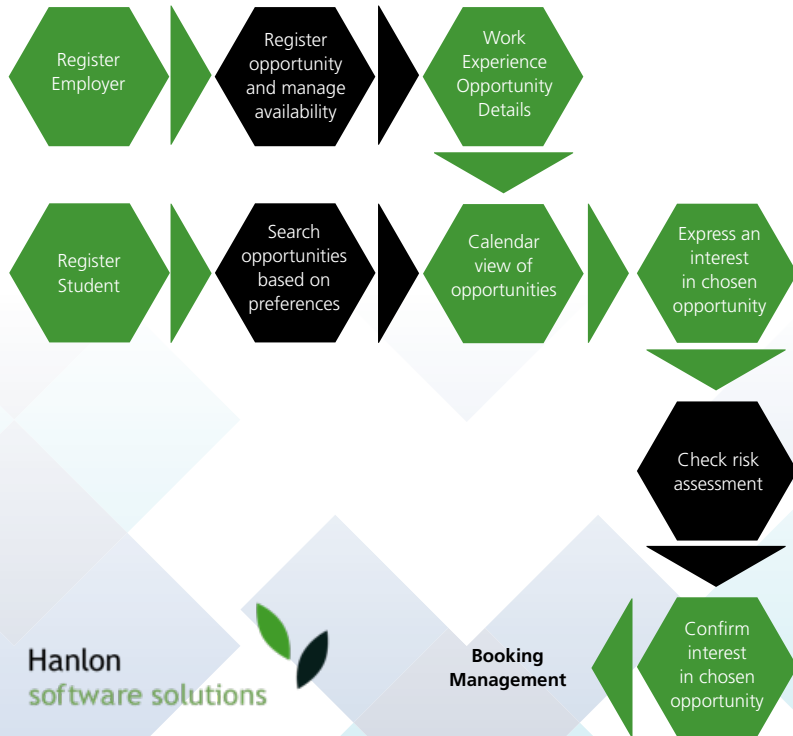 Register
Employer
Register
opportunity
and manage
availability
Work
Experience
Opportunity
Details
Register
Student
Search
opportunities
based on
preferences
Calendar
view of
opportunities
Express an
interest
in chosen
opportunity
Check risk
assessment
Confirm
interest
in chosen
opportunity
Booking
Management
Hanlon
software solutions